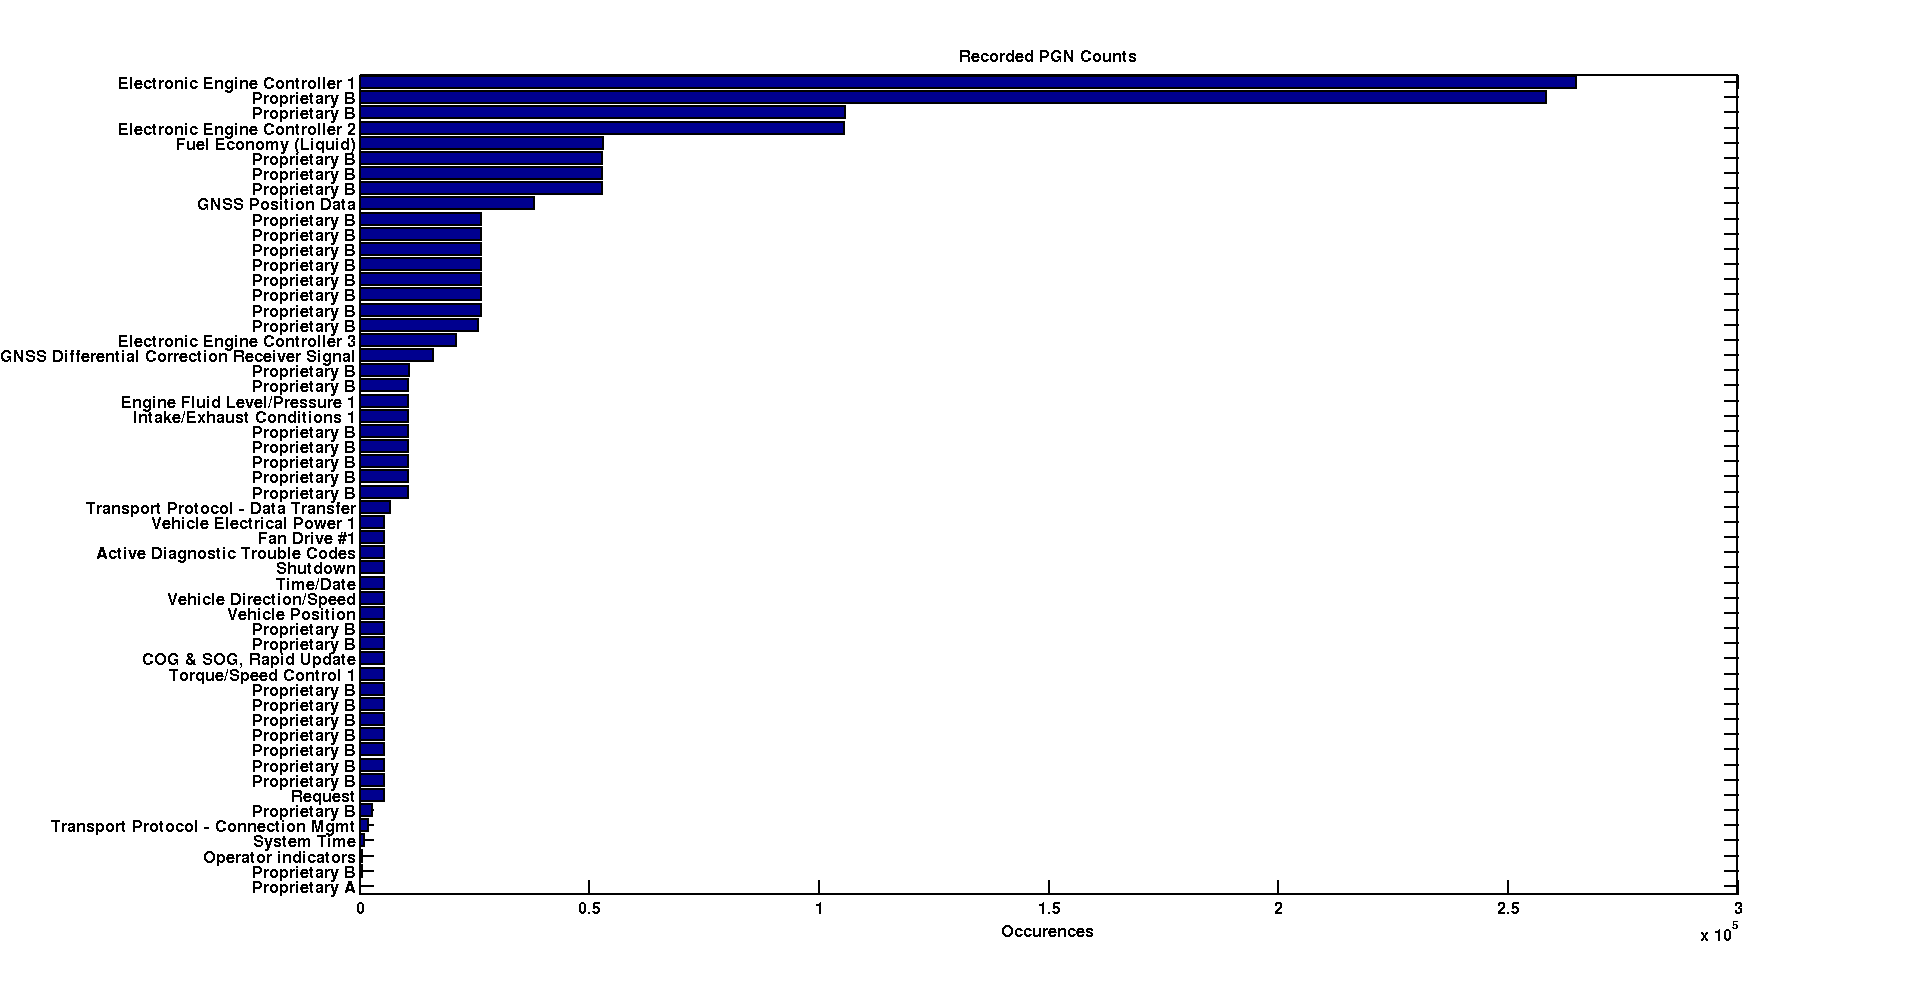 Recorded PGN Counts
Electronic Engine Controller 1
Proprietary B
Proprietary B
Electronic Engine Controller 2
Fuel Economy (Liquid)
Proprietary B
Proprietary B
Proprietary B
GNSS Position Data
Proprietary B
Proprietary B
Proprietary B
Proprietary B
Proprietary B
Proprietary B
Proprietary B
Proprietary B
Electronic Engine Controller 3
GNSS Differential Correction Receiver Signal
Proprietary B
Proprietary B
Engine Fluid Level/Pressure 1
Intake/Exhaust Conditions 1
Proprietary B
Proprietary B
Proprietary B
Proprietary B
Proprietary B
Transport Protocol - Data Transfer
Vehicle Electrical Power 1
Fan Drive #1
Active Diagnostic Trouble Codes
Shutdown
Time/Date
Vehicle Direction/Speed
Vehicle Position
Proprietary B
Proprietary B
COG & SOG, Rapid Update
Torque/Speed Control 1
Proprietary B
Proprietary B
Proprietary B
Proprietary B
Proprietary B
Proprietary B
Proprietary B
Request
Proprietary B
Transport Protocol - Connection Mgmt
System Time
Operator indicators
Proprietary B
Proprietary A
0 0.5 1 1.5 2 2.5 3
Occurences
x 10^5